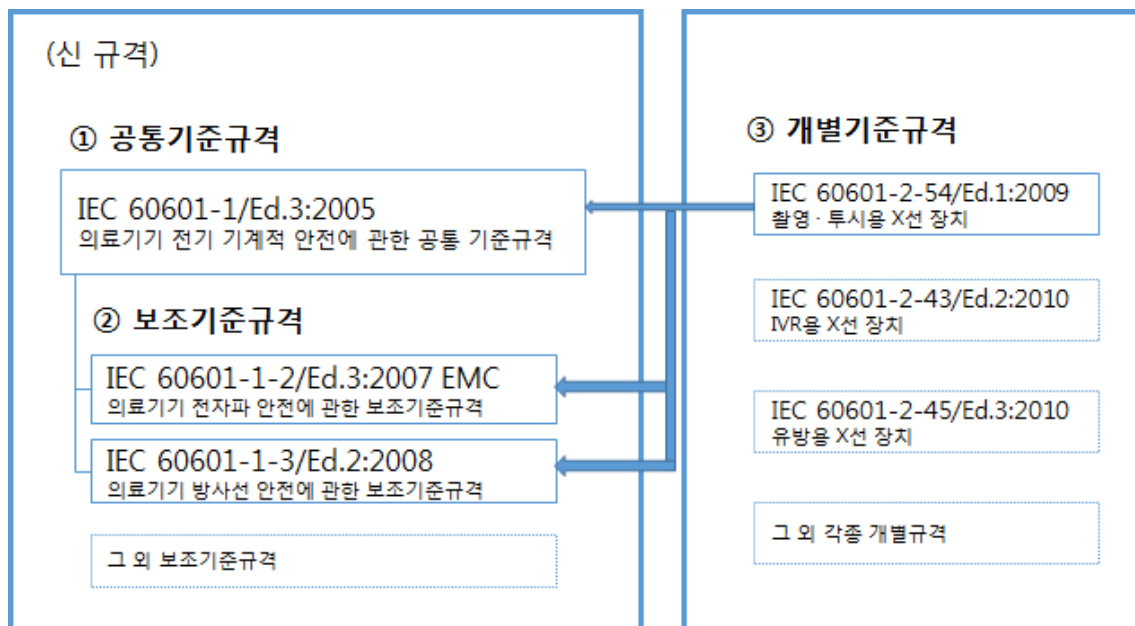 (신 규격)
① 공통기준규격
IEC 60601-1/Ed.3:2005
의료기기 전기 기계적 안전에 관한 공통 기준규격
② 보조기준규격
IEC 60601-1-2/Ed.3:2007 EMC
의료기기 전자파 안전에 관한 보조기준규격
IEC 60601-1-3/Ed.2:2008
의료기기 방사선 안전에 관한 보조기준규격
그 외 보조기준규격
③ 개별기준규격
IEC 60601-2-54/Ed.1:2009
촬영 · 투시용 X선 장치
IEC 60601-2-43/Ed.2:2010
IVR용 X선 장치
IEC 60601-2-45/Ed.3:2010
유방용 X선 장치
그 외 각종 개별규격